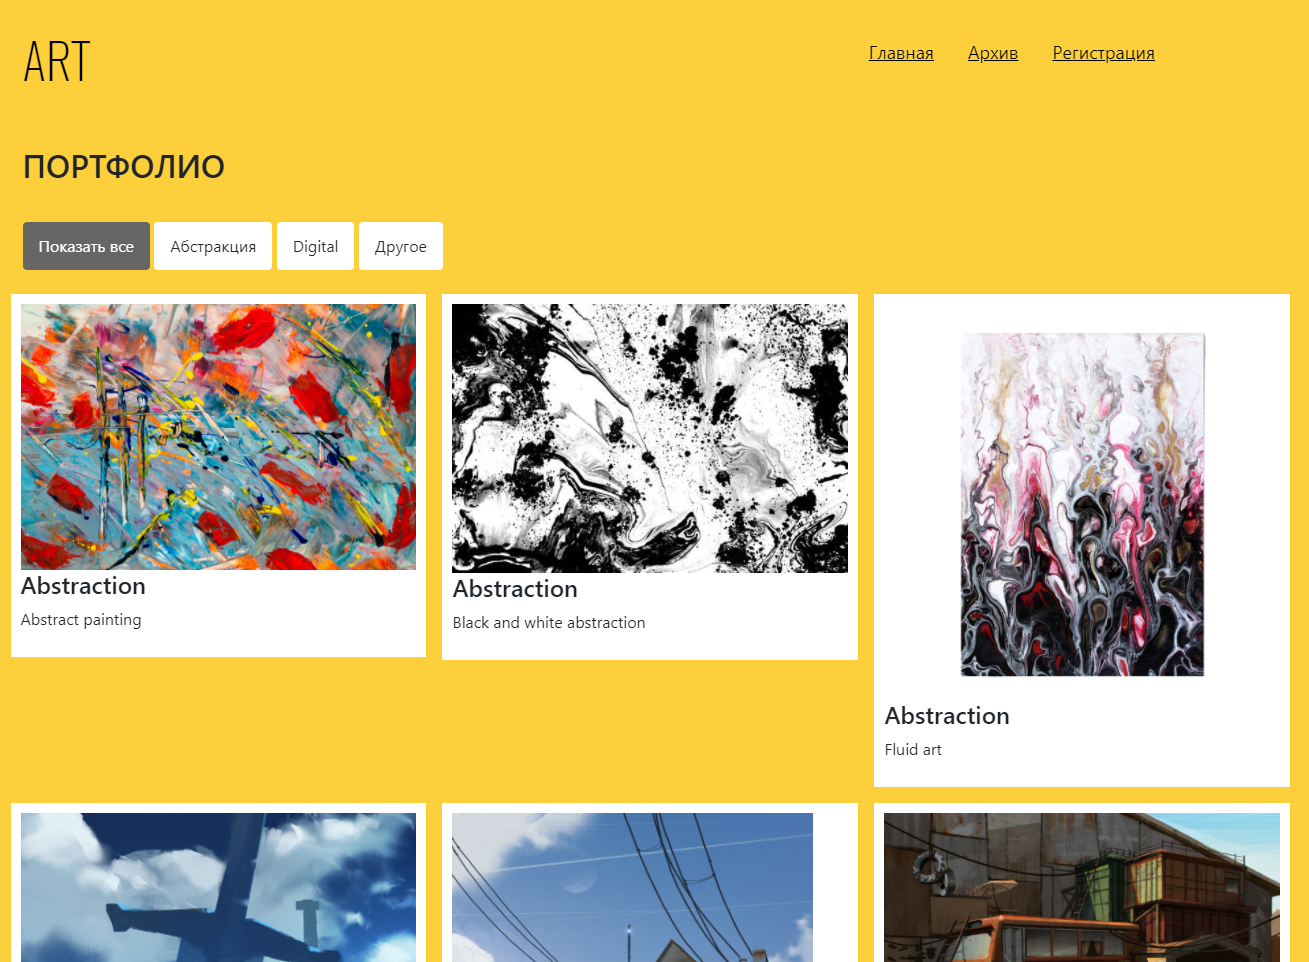 ART
Главная Архив Регистрация
ПОРТФОЛИО
Показать все Абстракция Digital Другое
Abstraction
Abstract painting
Abstraction
Black and white abstraction
Abstraction
Fluid art